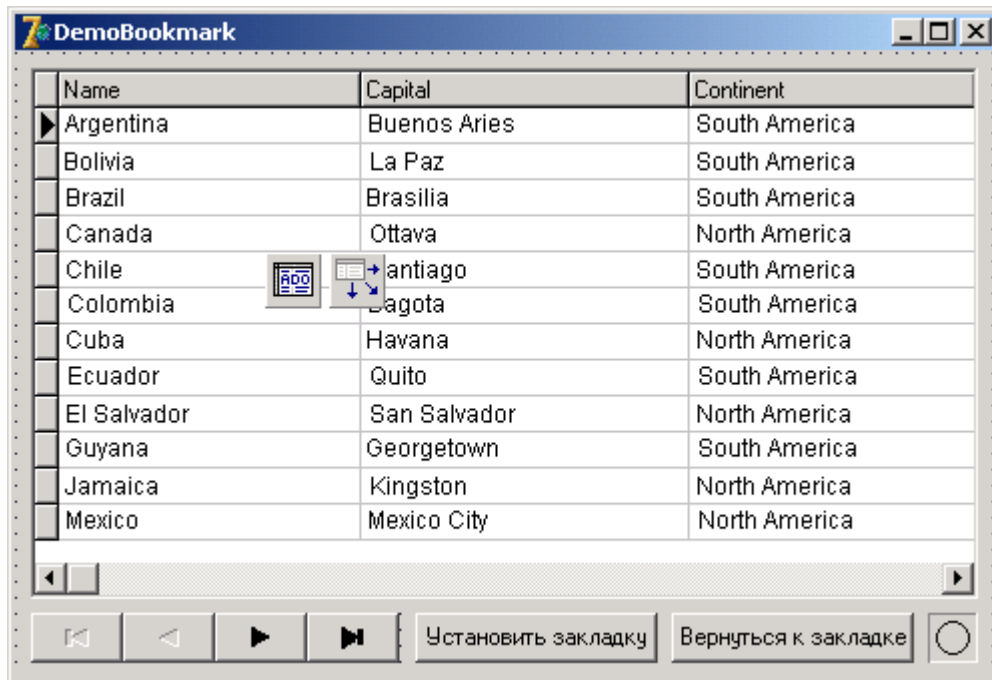 DemoBookmark
Name Capital Continent
Argentina Buenos Aries South America
Bolivia La Paz South America
Brazil Brasilia South America
Canada Ottava North America
Chile antiago South America
ADO
Colombia Bagota South America
Cuba Havana North America
Ecuador Quito South America
El Salvador San Salvador North America
Guyana Georgetown South America
Jamaica Kingston North America
Mexico Mexico City North America
Установить закладку Вернуться к закладке